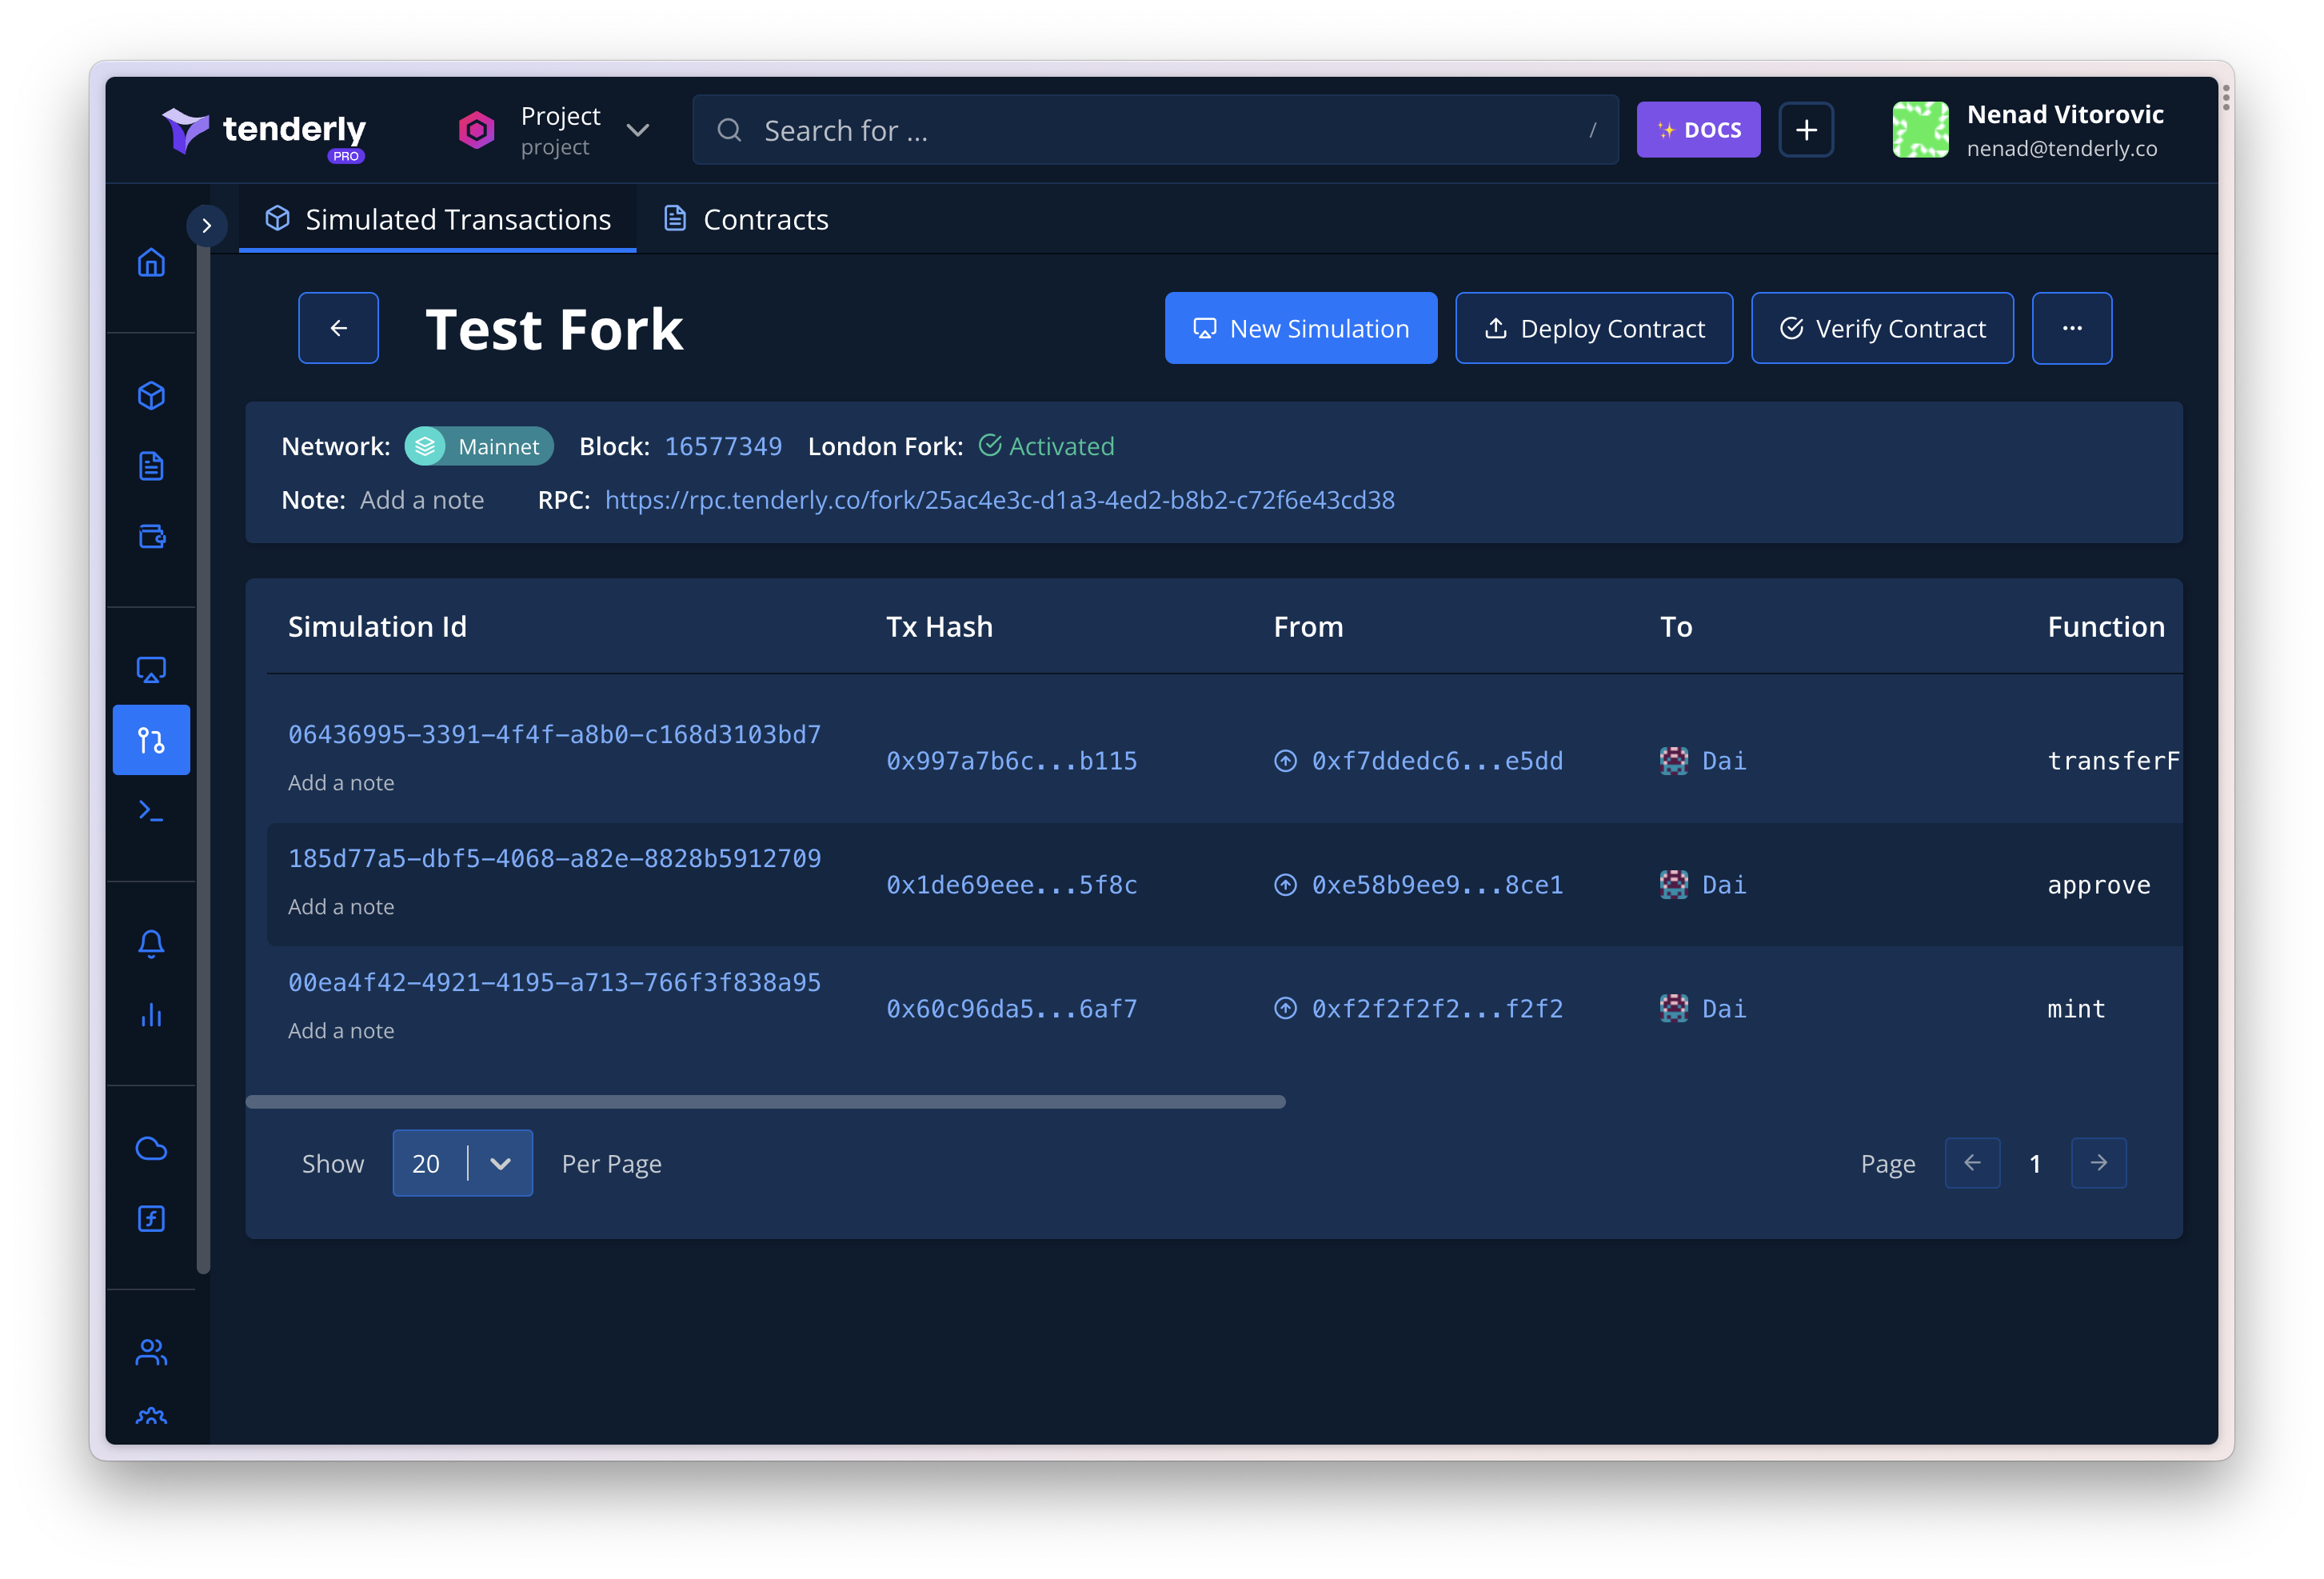 tenderly
PRO
Project
project
Search for ...
/
✨ DOCS
+
Nenad Vitorovic
nenad@tenderly.co
Simulated Transactions
Contracts
Test Fork
New Simulation
Deploy Contract
Verify Contract
...
Network: Mainnet Block: 16577349 London Fork: Activated
Note: Add a note RPC: https://rpc.tenderly.co/fork/25ac4e3c-d1a3-4ed2-b8b2-c72f6e43cd38
Simulation Id Tx Hash From To Function
06436995-3391-4f4f-a8b0-c168d3103bd7
Add a note
0x997a7b6c...b115 0xf7ddedc6...e5dd Dai transferF
185d77a5-dbf5-4068-a82e-8828b5912709
Add a note
0x1de69eee...5f8c 0xe58b9ee9...8ce1 Dai approve
00ea4f42-4921-4195-a713-766f3f838a95
Add a note
0x60c96da5...6af7 0xf2f2f2f2...f2f2 Dai mint
Show 20 Per Page
Page 1